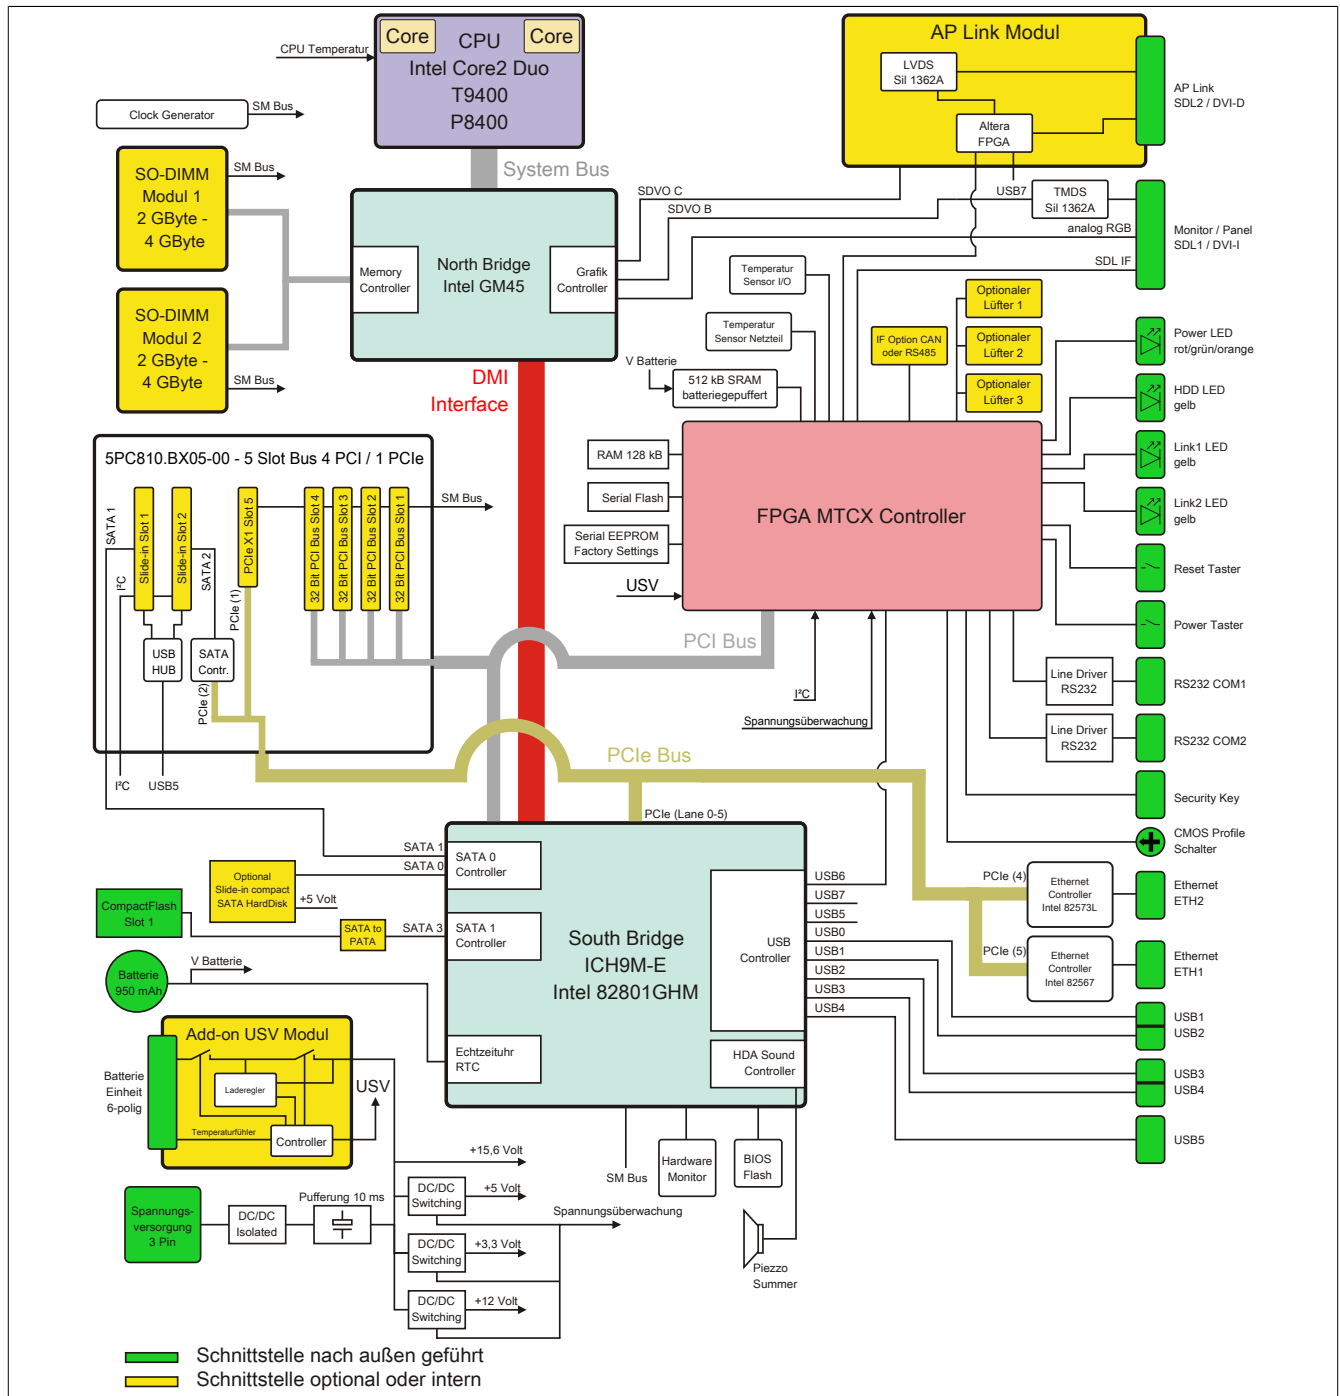 Core
Core
CPU
Intel Core2 Duo
T9400
P8400
CPU Temperatur
Clock Generator
SM Bus
System Bus
SO-DIMM
Modul 1
2 GByte -
4 GByte
SM Bus
SO-DIMM
Modul 2
2 GByte -
4 GByte
SM Bus
Memory
Controller
North Bridge
Intel GM45
Grafik
Controller
DMI
Interface
AP Link Modul
LVDS
Sil 1362A
Altera
FPGA
AP Link
SDL2 / DVI-D
SDVO C
SDVO B
USB7
TMDS
Sil 1362A
analog RGB
SDL IF
Monitor / Panel
SDL1 / DVI-I
Temperatur
Sensor I/O
Temperatur
Sensor Netzteil
V Batterie
512 kB SRAM
batteriegepuffert
IF Option CAN
oder RS485
Optionaler
Lüfter 1
Optionaler
Lüfter 2
Optionaler
Lüfter 3
Power LED
rot/grün/orange
HDD LED
gelb
Link1 LED
gelb
Link2 LED
gelb
Reset Taster
Power Taster
RAM 128 kB
Serial Flash
Serial EEPROM
Factory Settings
USV
FPGA MTCX Controller
5PC810.BX05-00 - 5 Slot Bus 4 PCI / 1 PCIe
SATA 1
Slide-in Slot 1
Slide-in Slot 2
SATA 2
PCIe X1 Slot 5
32 Bit PCI Bus Slot 4
32 Bit PCI Bus Slot 3
32 Bit PCI Bus Slot 2
32 Bit PCI Bus Slot 1
SM Bus
I²C
PCIe (1)
USB
HUB
SATA
Contr.
PCIe (2)
I²C
USB5
PCI Bus
I²C
Spannungsüberwachung
Line Driver
RS232
RS232 COM1
Line Driver
RS232
RS232 COM2
Security Key
CMOS Profile
Schalter
PCIe Bus
PCIe (Lane 0-5)
SATA 1
SATA 0
SATA 0
Controller
Optional
Slide-in compact
SATA HardDisk
+5 Volt
CompactFlash
Slot 1
SATA to
PATA
SATA 3
SATA 1
Controller
Batterie
950 mAh
V Batterie
South Bridge
ICH9M-E
Intel 82801GHM
USB
Controller
USB6
USB7
USB5
USB0
USB1
USB2
USB3
USB4
PCIe (4)
Ethernet
Controller
Intel 82573L
Ethernet
ETH2
PCIe (5)
Ethernet
Controller
Intel 82567
Ethernet
ETH1
USB1
USB2
USB3
USB4
USB5
Echtzeituhr
RTC
HDA Sound
Controller
Add-on USV Modul
Batterie
Einheit
6-polig
Laderegler
Temperaturfühler
Controller
USV
SM Bus
Hardware
Monitor
BIOS
Flash
Piezzo
Summer
Spannungs-
versorgung
3 Pin
DC/DC
Isolated
Pufferung 10 ms
+15,6 Volt
DC/DC
Switching
+5 Volt
Spannungsüberwachung
DC/DC
Switching
+3,3 Volt
DC/DC
Switching
+12 Volt
Schnittstelle nach außen geführt
Schnittstelle optional oder intern